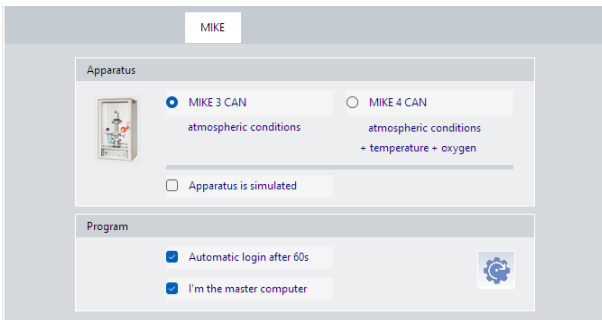 MIKE
Apparatus
MIKE 3 CAN
MIKE 4 CAN
atmospheric conditions
atmospheric conditions
+ temperature + oxygen
Apparatus is simulated
Program
Automatic login after 60s
I'm the master computer